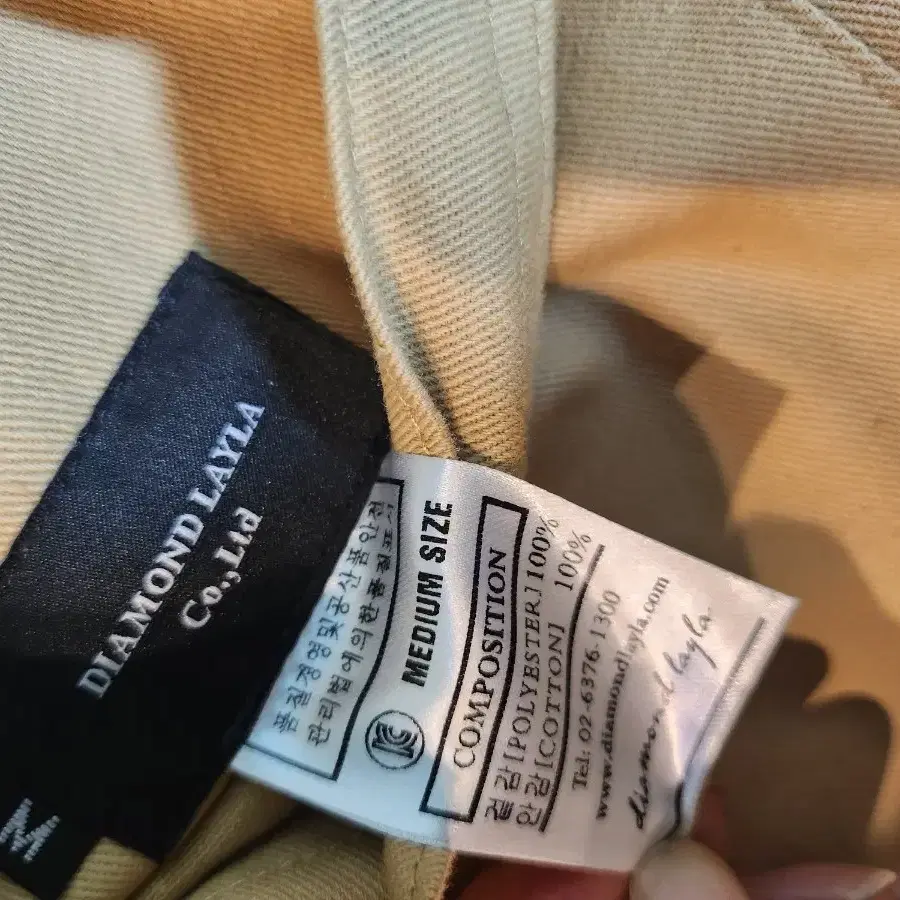 DIAMOND LAYLA
Co.,Ltd
M
품질경영및공산품안전
관리법에의한품질표시
MEDIUM SIZE
COMPOSITION
겉 감 [POLYESTER] 100%
안 감 [COTTON] 100%
Tel: 02-6376-1300
www.diamondlayla.com
diamond layla